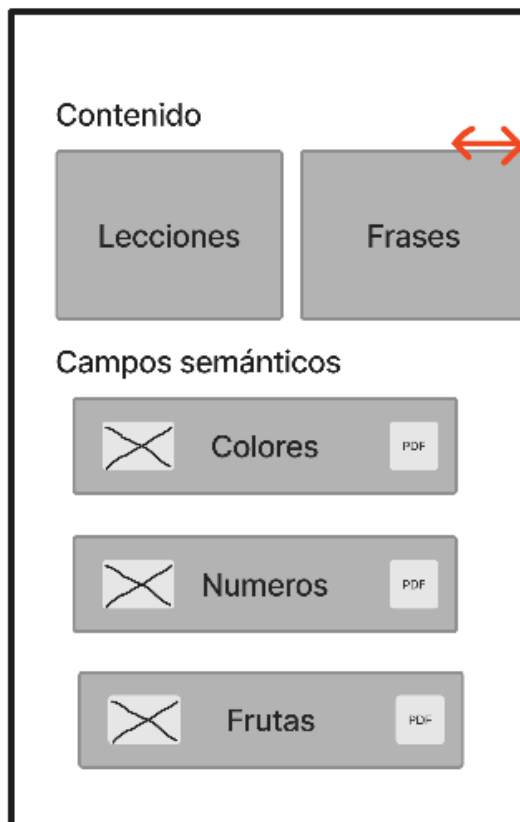 Contenido
Lecciones Frases
Campos semánticos
Colores PDF
Numeros PDF
Frutas PDF